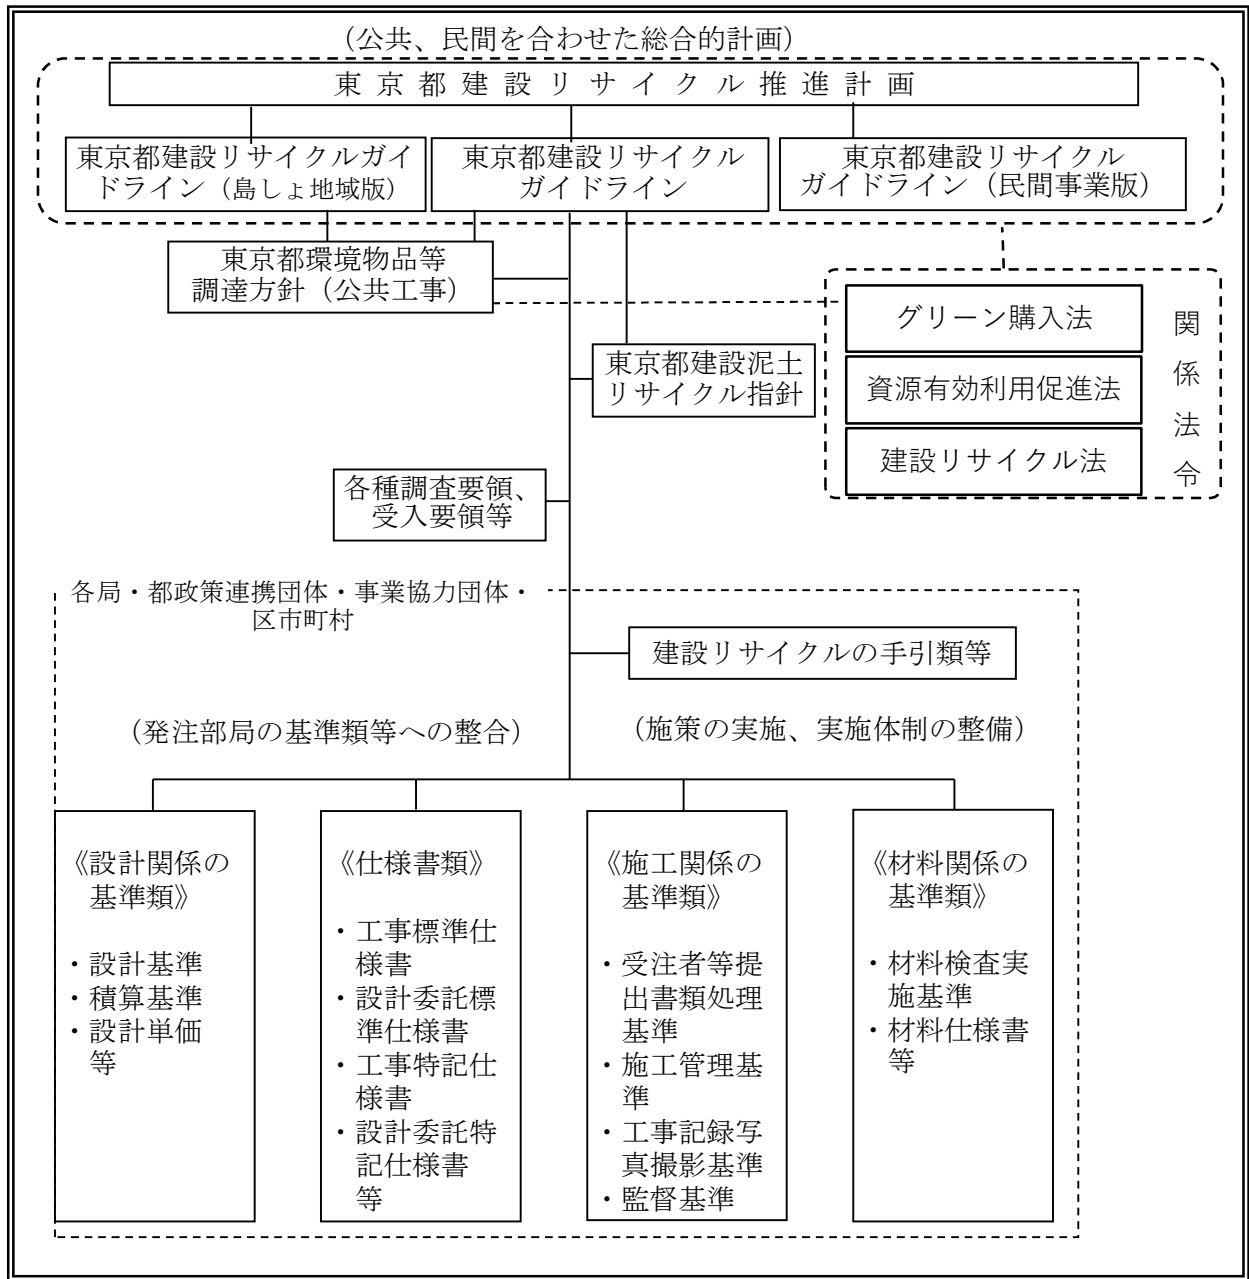 （公共、民間を合わせた総合的計画）
東京都建設リサイクル推進計画
東京都建設リサイクルガイ
ドライン（島しょ地域版）
東京都建設リサイクル
ガイドライン
東京都建設リサイクル
ガイドライン（民間事業版）
東京都環境物品等
調達方針（公共工事）
グリーン購入法
資源有効利用促進法
建設リサイクル法
関係法令
東京都建設泥土
リサイクル指針
各種調査要領、
受入要領等
各局・都政策連携団体・事業協力団体・
区市町村
建設リサイクルの手引類等
（発注部局の基準類等への整合）
（施策の実施、実施体制の整備）
《設計関係の
基準類》
・設計基準
・積算基準
・設計単価
等
《仕様書類》
・工事標準仕
様書
・設計委託標
準仕様書
・工事特記仕
様書
・設計委託特
記仕様書
等
《施工関係の
基準類》
・受注者等提
出書類処理
基準
・施工管理基
準
・工事記録写
真撮影基準
・監督基準
《材料関係の
基準類》
・材料検査実
施基準
・材料仕様書
等